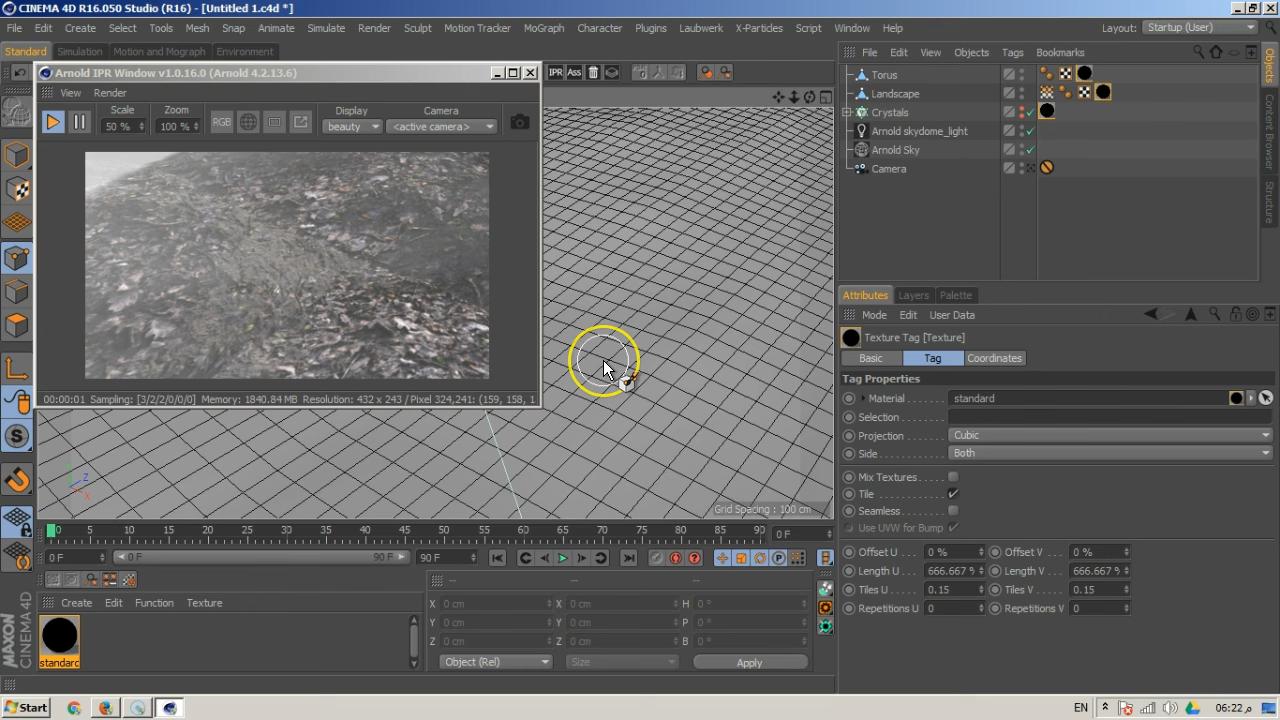 CINEMA 4D R16.050 Studio (R16) - [Untitled 1.c4d *]
File Edit Create Select Tools Mesh Snap Animate Simulate Render Sculpt Motion Tracker MoGraph Character Plugins Laubwerk X-Particles Script Window Help Layout: Startup (User)
Standard Simulation Motion and Mograph Environment
File Edit View Objects Tags Bookmarks
Arnold IPR Window v1.0.16.0 (Arnold 4.2.13.6)
IPR Ass
View Render
Scale Zoom Display Camera
50 % 100 % RGB beauty <active camera>
Torus
Landscape
Crystals
Arnold skydome_light
Arnold Sky
Camera
Objects
Content Browser
Structure
00:00:01 Sampling: [3/2/2/0/0/0] Memory: 1840.84 MB Resolution: 432 x 243 / Pixel 324,241: (159, 158, 1
Y Z X
Grid Spacing : 100 cm
Attributes Layers Palette
Mode Edit User Data
Texture Tag [Texture]
Basic Tag Coordinates
Tag Properties
Material standard
Selection
Projection Cubic
Side Both
Mix Textures
Tile
Seamless
Use UVW for Bump
Offset U 0 % Offset V 0 %
Length U 666.667 % Length V 666.667 %
Tiles U 0.15 Tiles V 0.15
Repetitions U 0 Repetitions V 0
0 5 10 15 20 25 30 35 40 45 50 55 60 65 70 75 80 85 90 0 F
0 F 0 F 90 F 90 F
Create Edit Function Texture
standarc
-- -- --
X 0 cm X 0 cm H 0 °
Y 0 cm Y 0 cm P 0 °
Z 0 cm Z 0 cm B 0 °
Object (Rel) Size Apply
MAXON
CINEMA 4D
Start EN 06:22 م